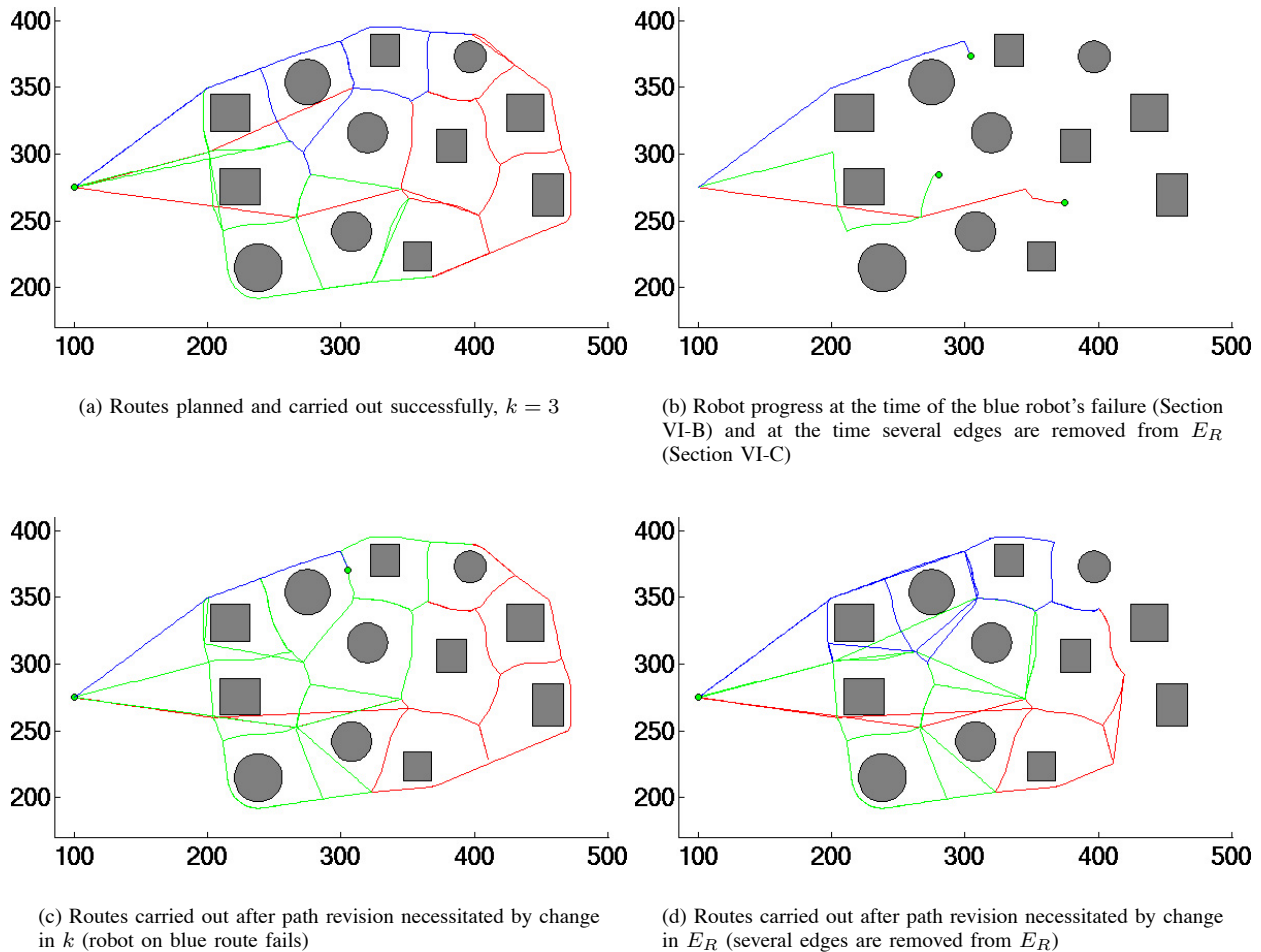 400
350
300
250
200
100 200 300 400 500
(a) Routes planned and carried out successfully, k = 3
400
350
300
250
200
100 200 300 400 500
(b) Robot progress at the time of the blue robot's failure (Section
VI-B) and at the time several edges are removed from E_R
(Section VI-C)
400
350
300
250
200
100 200 300 400 500
(c) Routes carried out after path revision necessitated by change
in k (robot on blue route fails)
400
350
300
250
200
100 200 300 400 500
(d) Routes carried out after path revision necessitated by change
in E_R (several edges are removed from E_R)